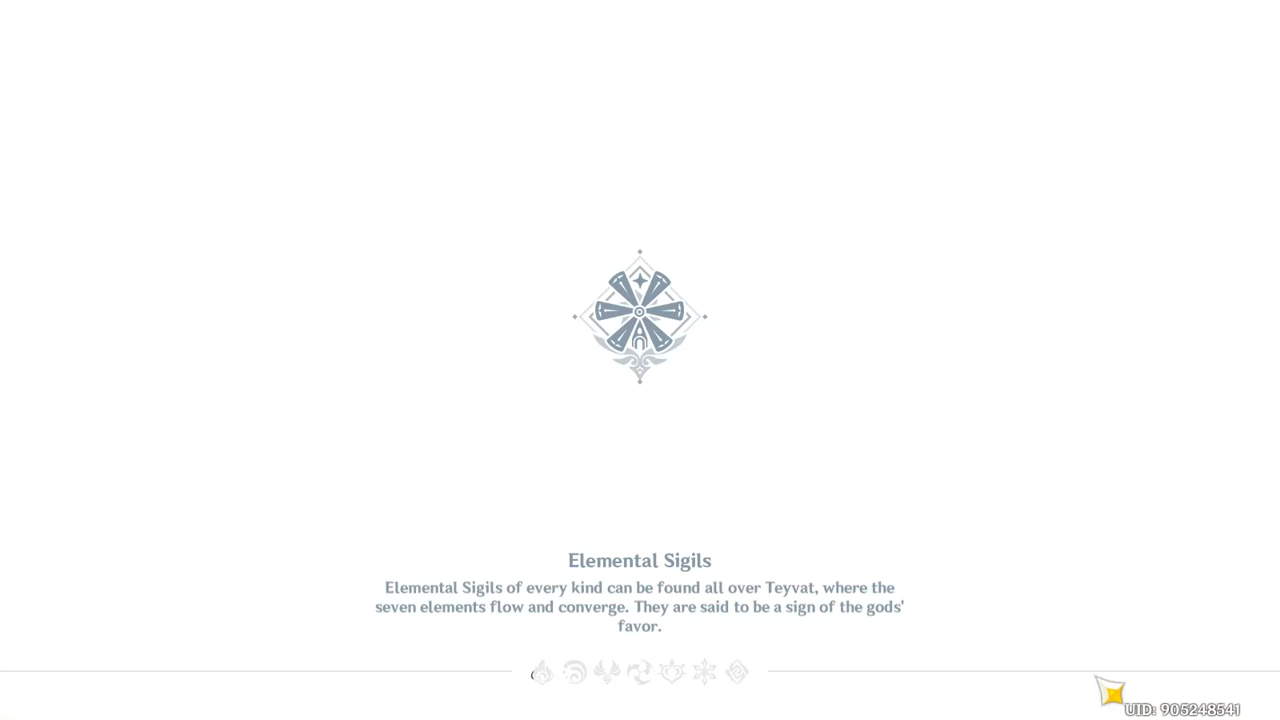 Elemental Sigils
Elemental Sigils of every kind can be found all over Teyvat, where the
seven elements flow and converge. They are said to be a sign of the gods'
favor.
UID: 905248541